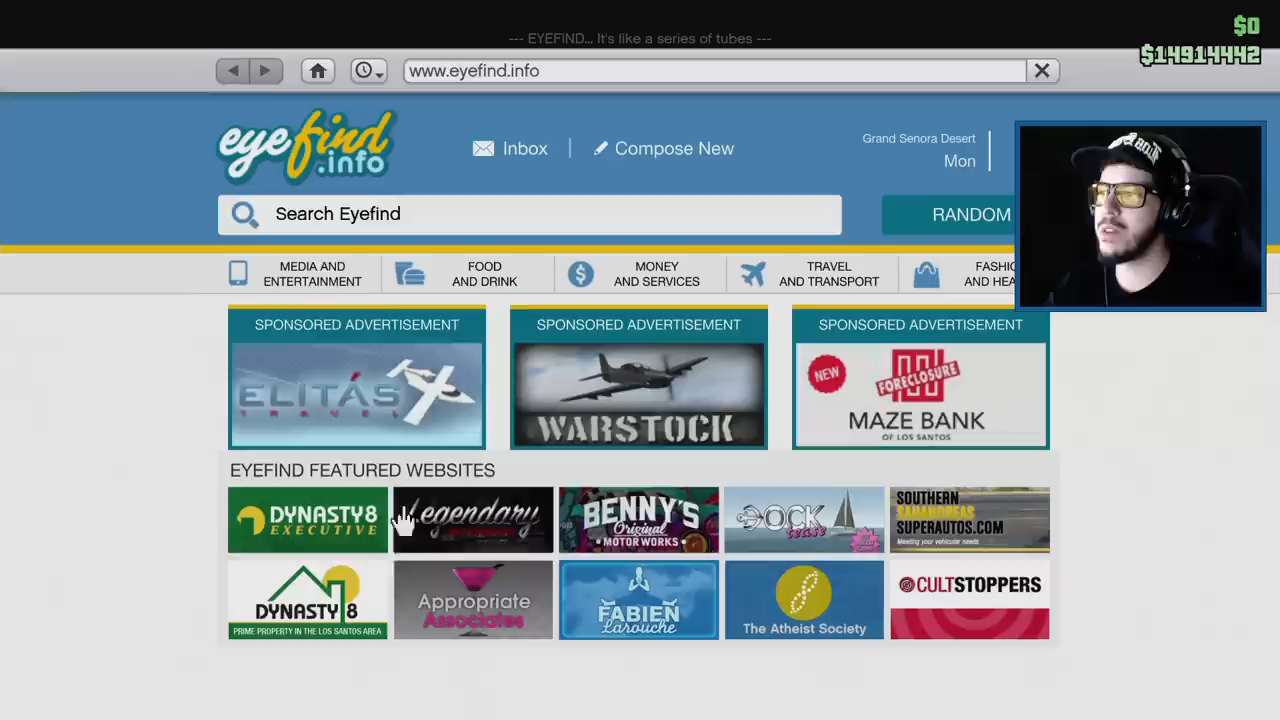 $0
--- EYEFIND... It's like a series of tubes ---
$14914442
www.eyefind.info
eyefind
.info
Inbox
Compose New
Grand Senora Desert
Mon
Search Eyefind
RANDOM
MEDIA AND
ENTERTAINMENT
FOOD
AND DRINK
MONEY
AND SERVICES
TRAVEL
AND TRANSPORT
FASHIO
AND HEA
SPONSORED ADVERTISEMENT
SPONSORED ADVERTISEMENT
SPONSORED ADVERTISEMENT
ELITÁS
TRAVEL
WARSTOCK
NEW
FORECLOSURE
MAZE BANK
OF LOS SANTOS
EYEFIND FEATURED WEBSITES
DYNASTY 8
EXECUTIVE
Legendary
BENNY'S
Original
MOTOR WORKS
DOCK
tease
SOUTHERN
SANANDREAS
SUPERAUTOS.COM
Meeting your vehicular needs
DYNASTY 8
PRIME PROPERTY IN THE LOS SANTOS AREA
Appropriate
Associates
FABIEN
Larouche
The Atheist Society
CULTSTOPPERS